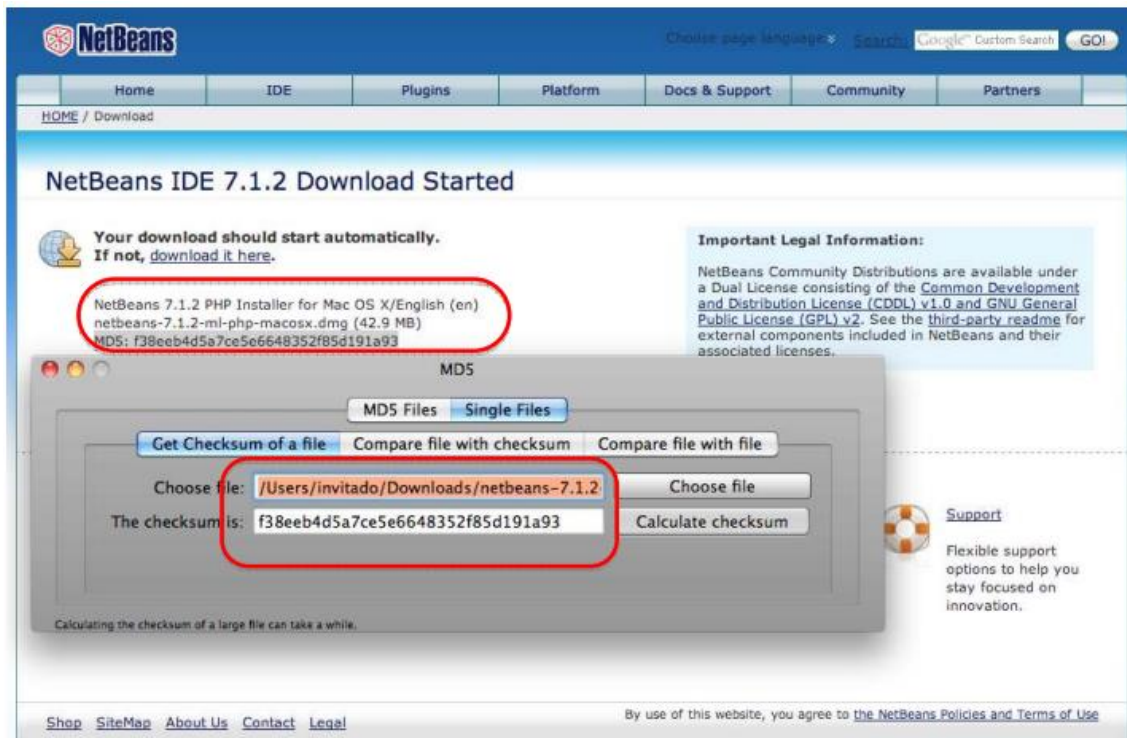 NetBeans
Choose page language
Search:
Google™ Custom Search
GO!
Home
IDE
Plugins
Platform
Docs & Support
Community
Partners
HOME / Download
NetBeans IDE 7.1.2 Download Started
Your download should start automatically.
If not, download it here.
NetBeans 7.1.2 PHP Installer for Mac OS X/English (en)
netbeans-7.1.2-ml-php-macosx.dmg (42.9 MB)
MD5: f38eeb4d5a7ce5e6648352f85d191a93
Important Legal Information:
NetBeans Community Distributions are available under
a Dual License consisting of the Common Development
and Distribution License (CDDL) v1.0 and GNU General
Public License (GPL) v2. See the third-party readme for
external components included in NetBeans and their
associated licenses.
MD5
MD5 Files
Single Files
Get Checksum of a file
Compare file with checksum
Compare file with file
Choose file:
/Users/invitado/Downloads/netbeans-7.1.2
Choose file
The checksum is:
f38eeb4d5a7ce5e6648352f85d191a93
Calculate checksum
Calculating the checksum of a large file can take a while.
Support
Flexible support
options to help you
stay focused on
innovation.
Shop
SiteMap
About Us
Contact
Legal
By use of this website, you agree to the NetBeans Policies and Terms of Use